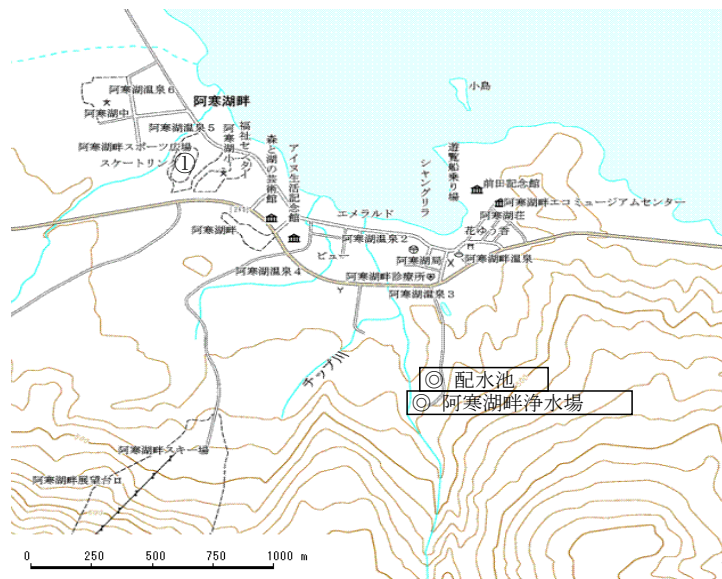 小島
阿寒湖温泉6
阿寒湖畔
阿寒湖中
阿寒湖温泉5
阿寒湖畔スポーツ広場
スケートリンク
①
阿寒湖小
福祉センター
森と湖の芸術館
アイヌ生活記念館
シャングリラ
遊覧船乗り場
前田記念館
阿寒湖畔エコミュージアムセンター
阿寒湖荘
花ゆう香
エメラルド
阿寒湖畔
阿寒湖温泉2
ビュー
阿寒湖局
阿寒湖畔温泉
阿寒湖温泉4
阿寒湖畔診療所
阿寒湖温泉3
チップ川
◎ 配水池
◎ 阿寒湖畔浄水場
阿寒湖畔スキー場
阿寒湖畔展望台
0 250 500 750 1000 m